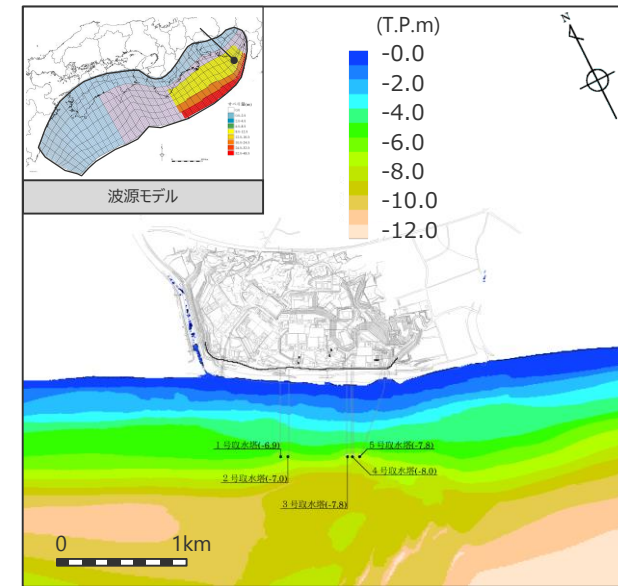 波源モデル
(T.P.m)
-0.0
-2.0
-4.0
-6.0
-8.0
-10.0
-12.0
N
1号取水塔(-6.9)
2号取水塔(-7.0)
3号取水塔(-7.8)
4号取水塔(-8.0)
5号取水塔(-7.8)
0 1km